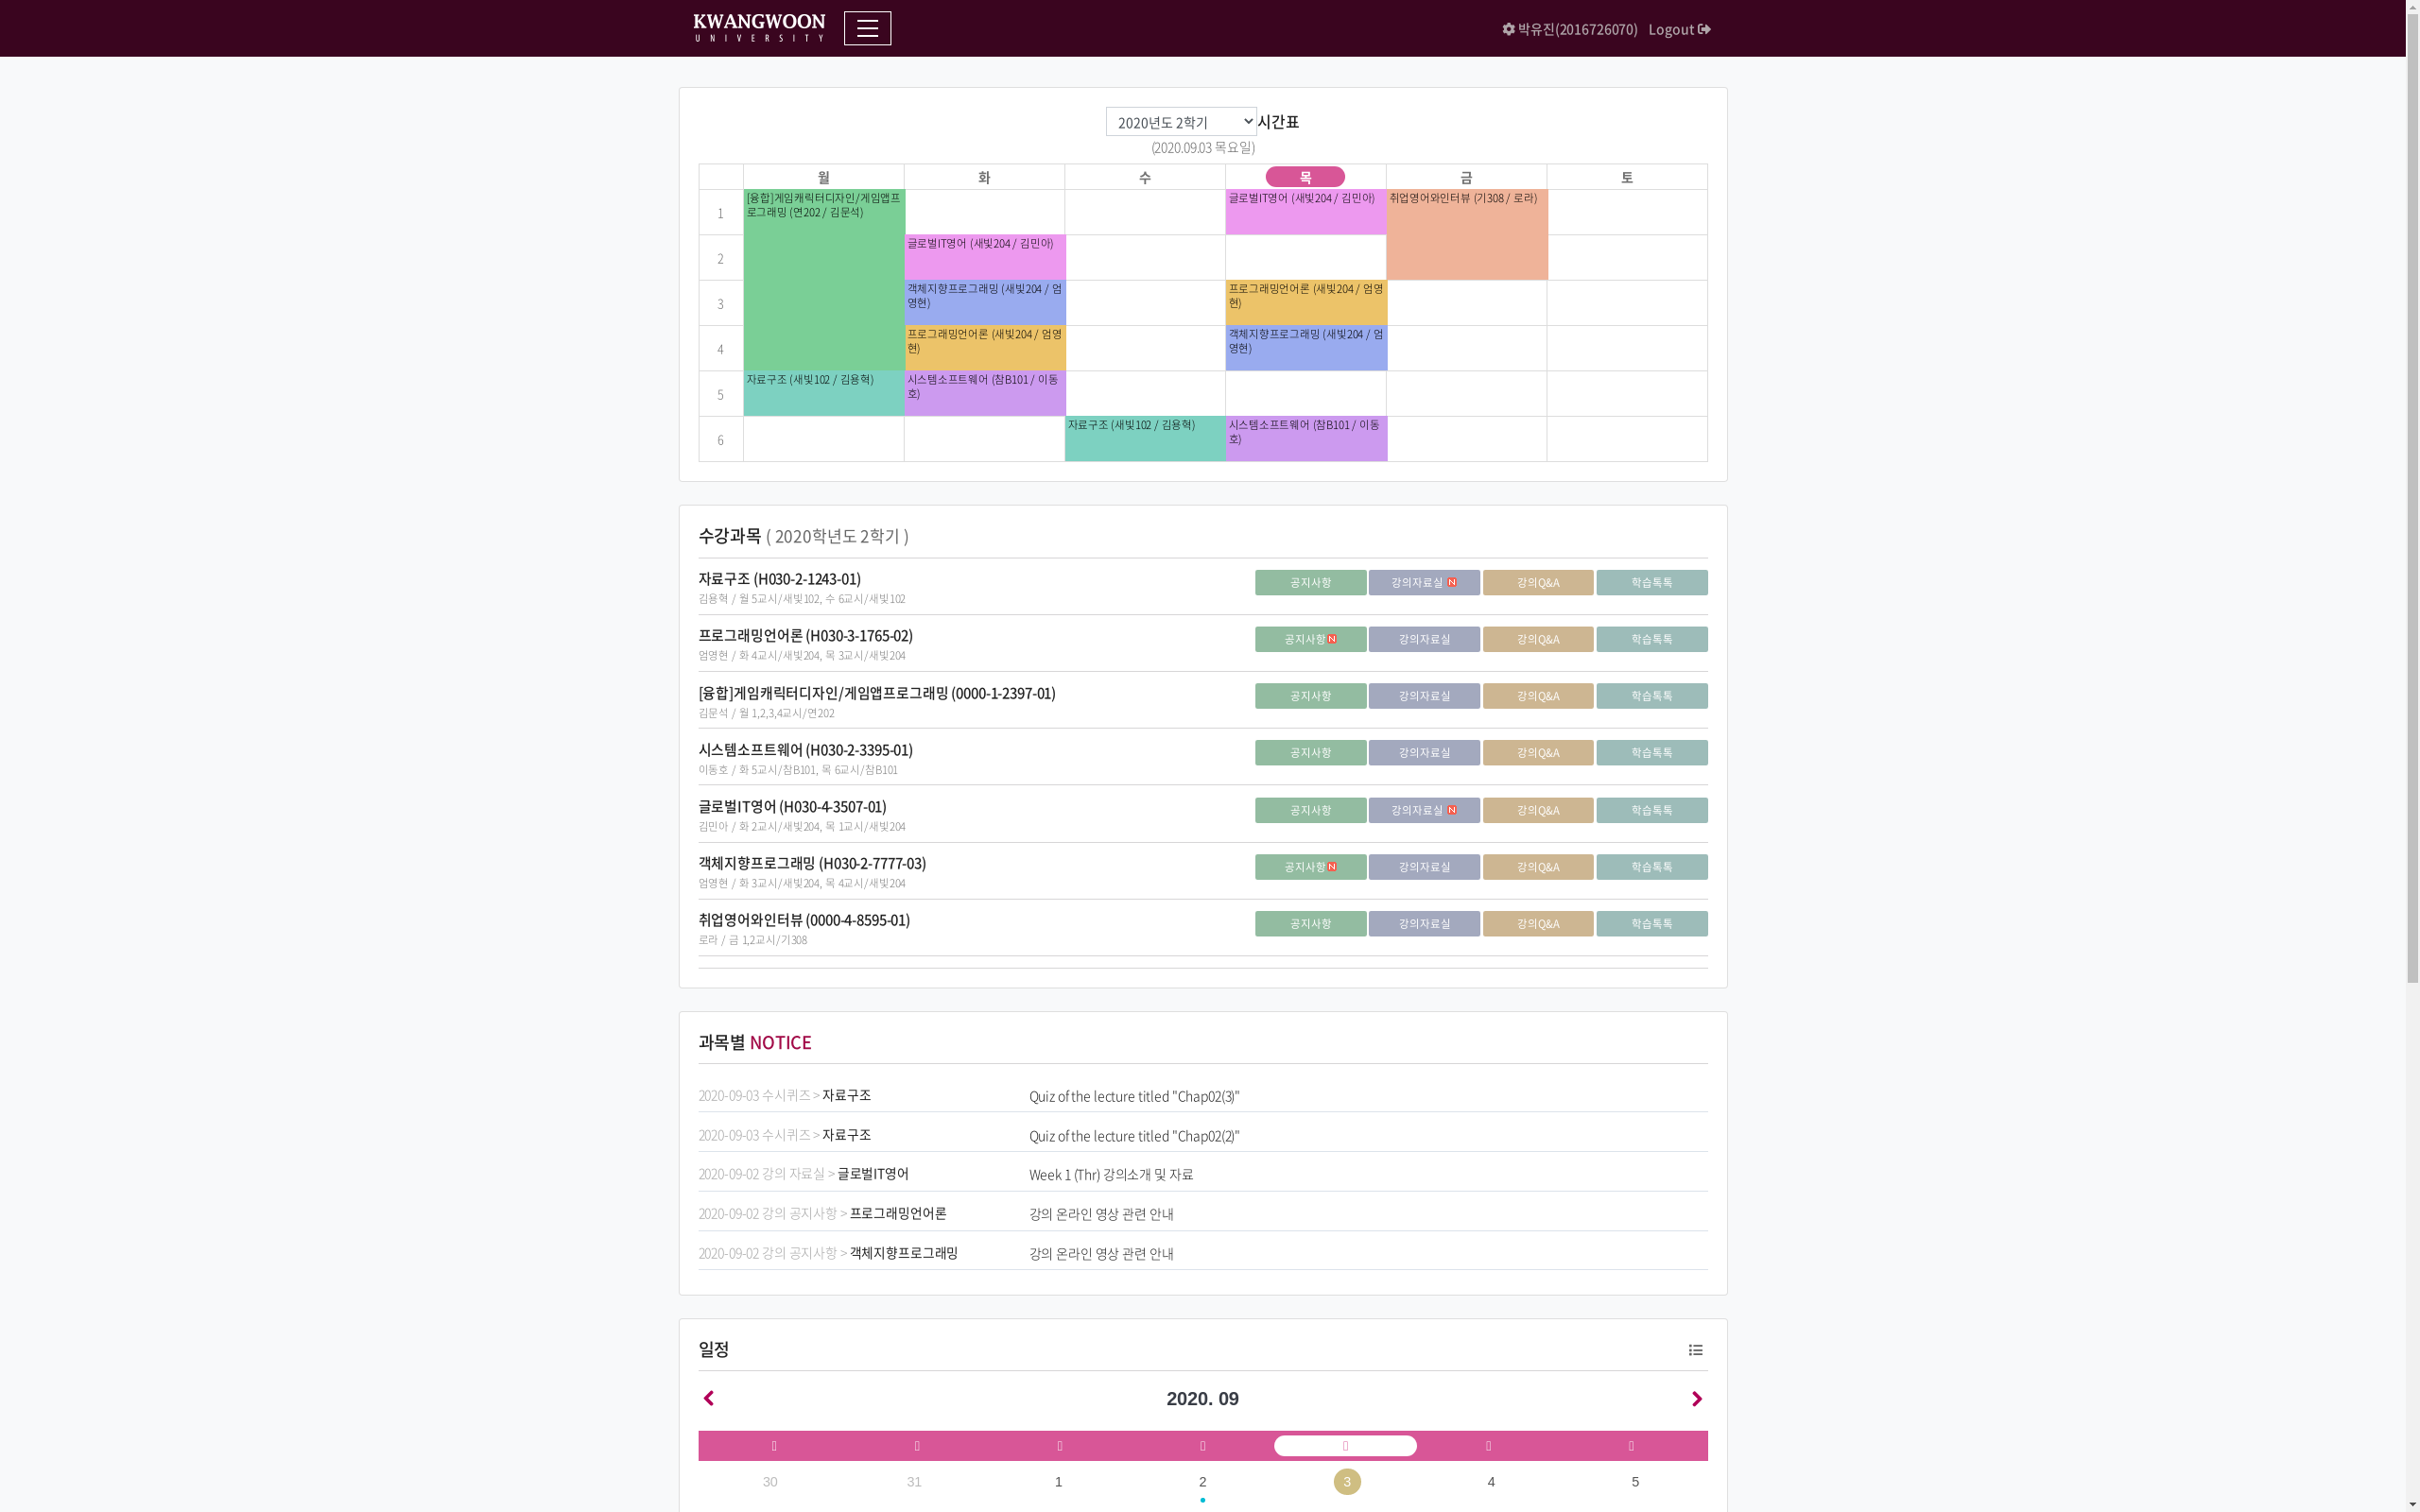 KWANGWOON
UNIVERSITY
박유진(2016726070) Logout
2020년도 2학기 시간표
(2020.09.03 목요일)
월 화 수 목 금 토
1
[융합]게임캐릭터디자인/게임앱프
로그래밍 (연202 / 김문석)
글로벌IT영어 (새빛204 / 김민아)
취업영어와인터뷰 (기308 / 로라)
2
글로벌IT영어 (새빛204 / 김민아)
3
객체지향프로그래밍 (새빛204 / 엄
영현)
프로그래밍언어론 (새빛204 / 엄영
현)
4
프로그래밍언어론 (새빛204 / 엄영
현)
객체지향프로그래밍 (새빛204 / 엄
영현)
5
자료구조 (새빛102 / 김용혁)
시스템소프트웨어 (참B101 / 이동
호)
6
자료구조 (새빛102 / 김용혁)
시스템소프트웨어 (참B101 / 이동
호)
수강과목 ( 2020학년도 2학기 )
자료구조 (H030-2-1243-01)
김용혁 / 월 5교시/새빛102, 수 6교시/새빛102
공지사항 강의자료실 N 강의Q&A 학습톡톡
프로그래밍언어론 (H030-3-1765-02)
엄영현 / 화 4교시/새빛204, 목 3교시/새빛204
공지사항 N 강의자료실 강의Q&A 학습톡톡
[융합]게임캐릭터디자인/게임앱프로그래밍 (0000-1-2397-01)
김문석 / 월 1,2,3,4교시/연202
공지사항 강의자료실 강의Q&A 학습톡톡
시스템소프트웨어 (H030-2-3395-01)
이동호 / 화 5교시/참B101, 목 6교시/참B101
공지사항 강의자료실 강의Q&A 학습톡톡
글로벌IT영어 (H030-4-3507-01)
김민아 / 화 2교시/새빛204, 목 1교시/새빛204
공지사항 강의자료실 N 강의Q&A 학습톡톡
객체지향프로그래밍 (H030-2-7777-03)
엄영현 / 화 3교시/새빛204, 목 4교시/새빛204
공지사항 N 강의자료실 강의Q&A 학습톡톡
취업영어와인터뷰 (0000-4-8595-01)
로라 / 금 1,2교시/기308
공지사항 강의자료실 강의Q&A 학습톡톡
과목별 NOTICE
2020-09-03 수시퀴즈 > 자료구조 Quiz of the lecture titled "Chap02(3)"
2020-09-03 수시퀴즈 > 자료구조 Quiz of the lecture titled "Chap02(2)"
2020-09-02 강의 자료실 > 글로벌IT영어 Week 1 (Thr) 강의소개 및 자료
2020-09-02 강의 공지사항 > 프로그래밍언어론 강의 온라인 영상 관련 안내
2020-09-02 강의 공지사항 > 객체지향프로그래밍 강의 온라인 영상 관련 안내
일정
2020. 09
30 31 1 2 3 4 5